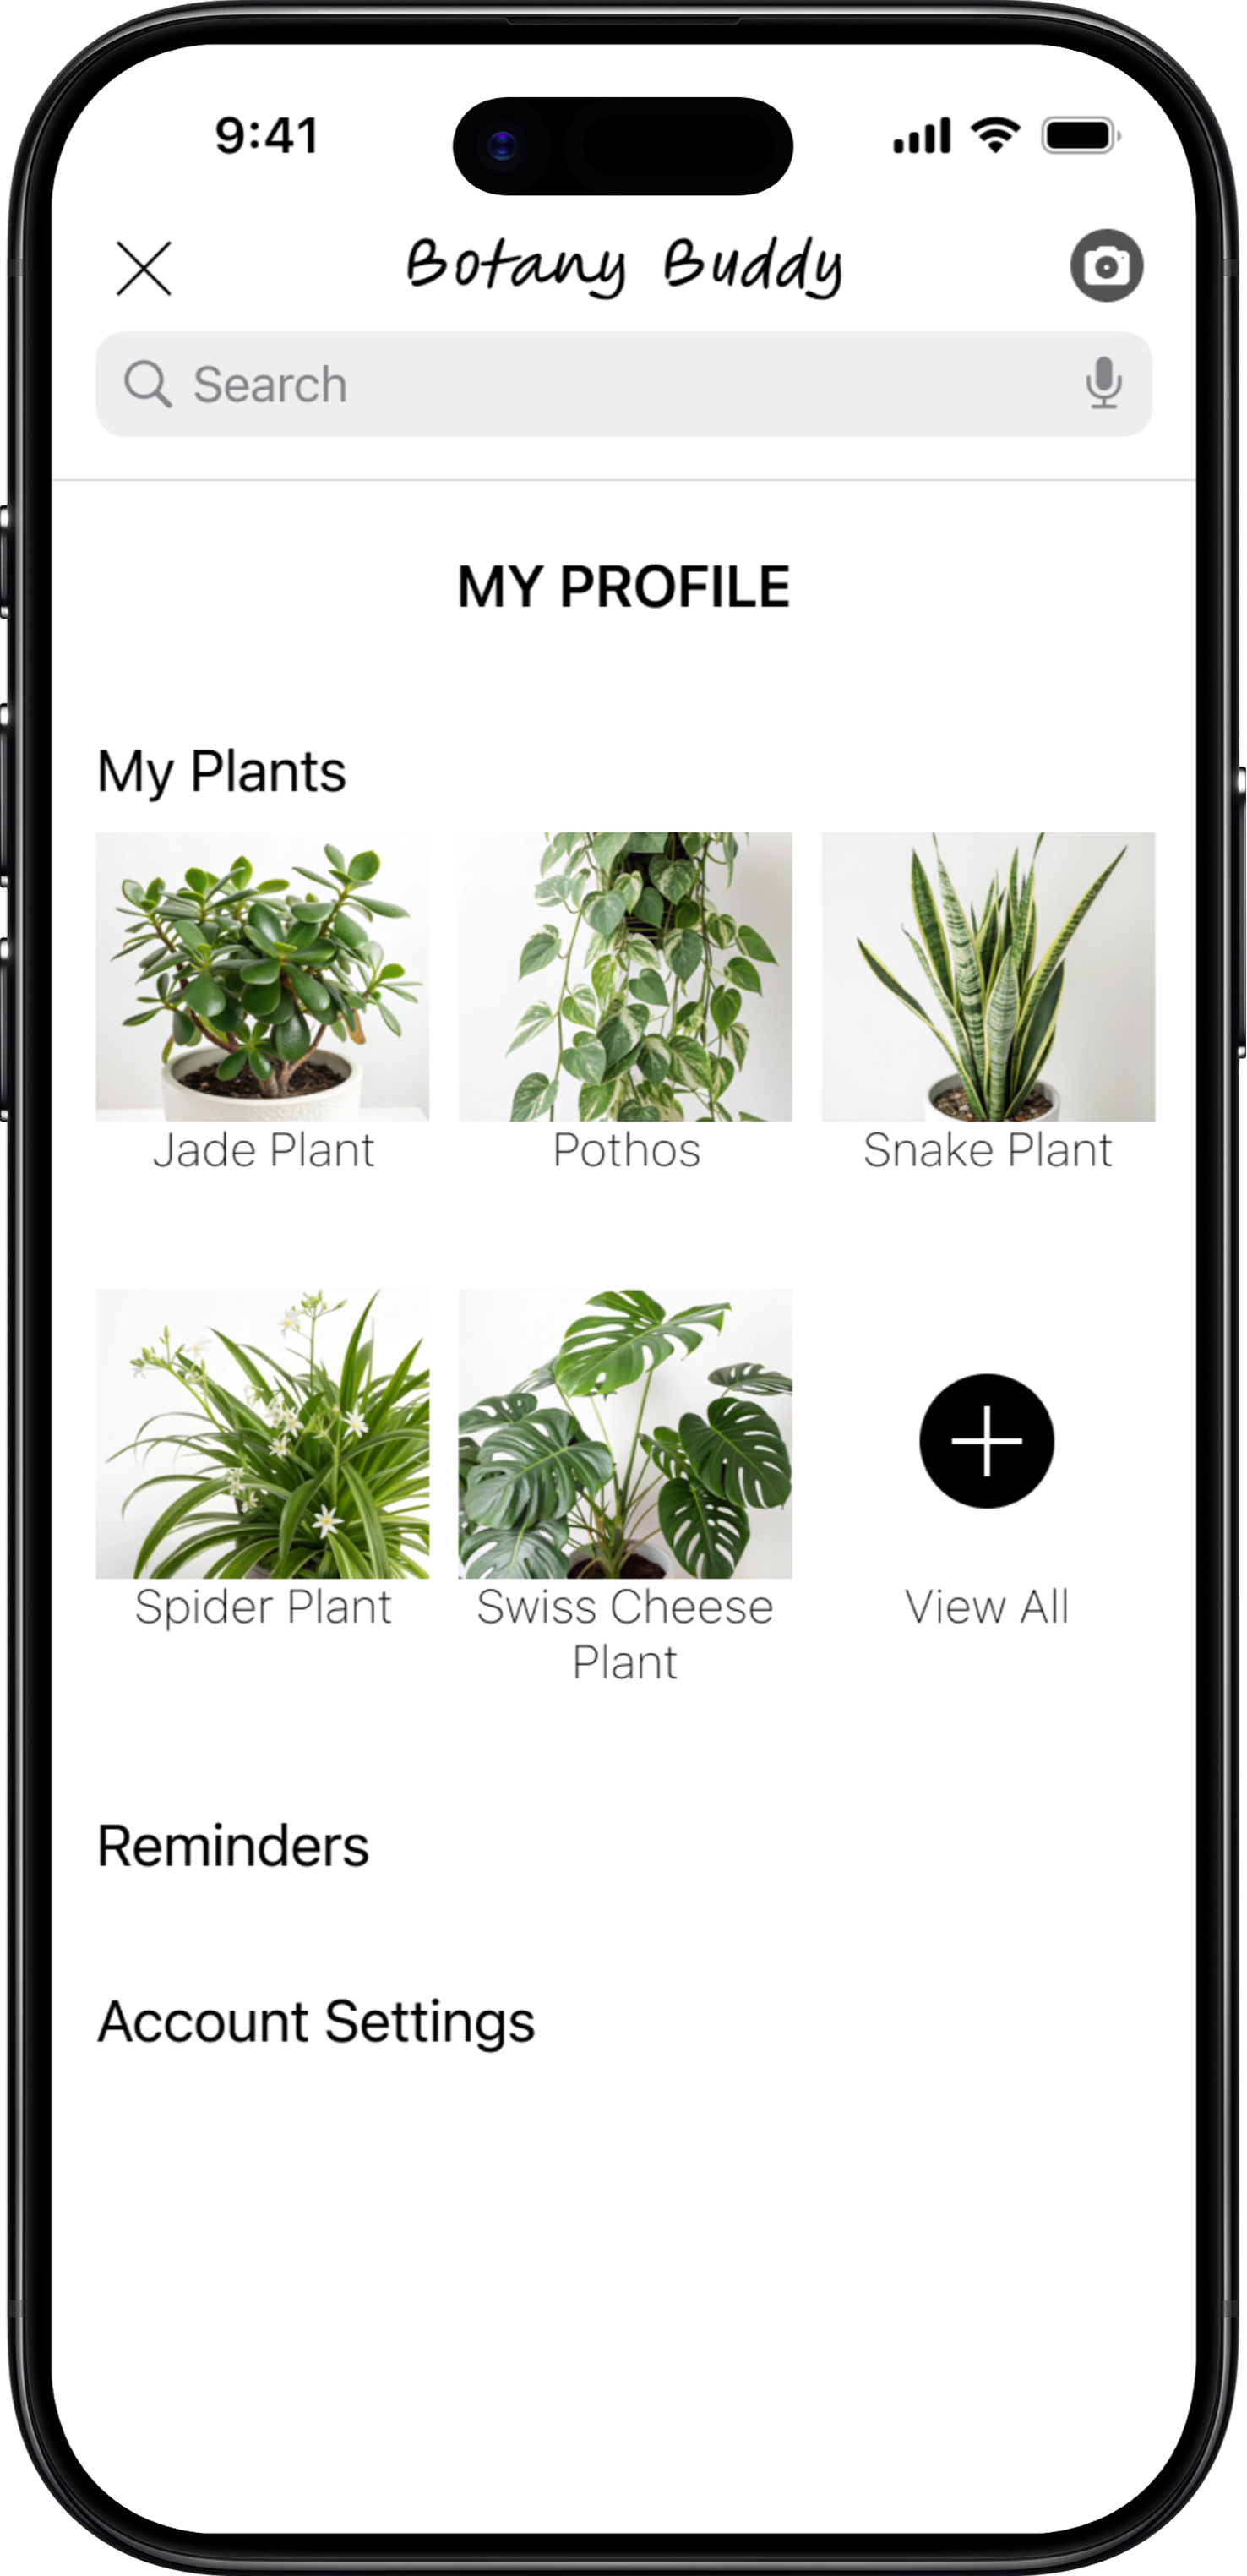 9:41
Botany Buddy
Search
MY PROFILE
My Plants
Jade Plant
Pothos
Snake Plant
Spider Plant
Swiss Cheese
Plant
View All
Reminders
Account Settings